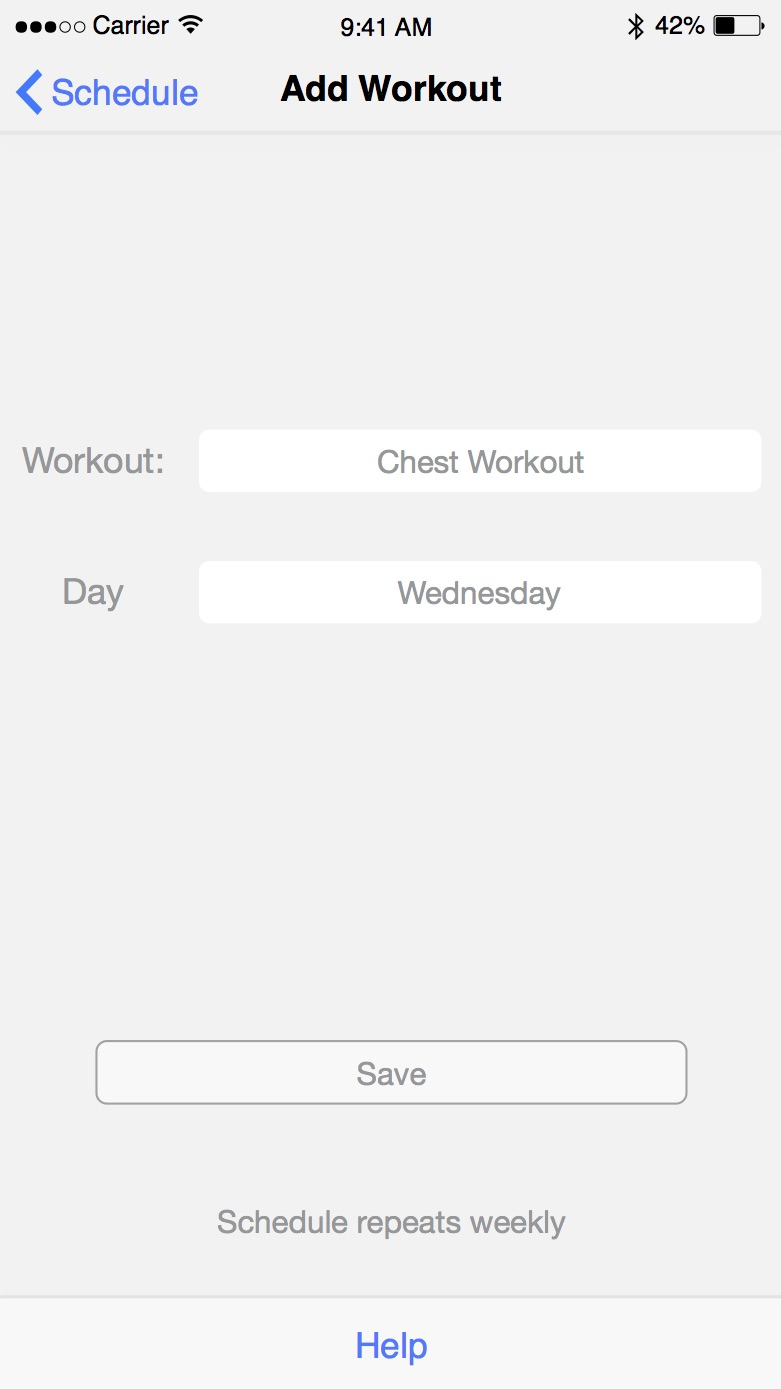 Carrier 9:41 AM 42%
Schedule Add Workout
Workout: Chest Workout
Day Wednesday
Save
Schedule repeats weekly
Help